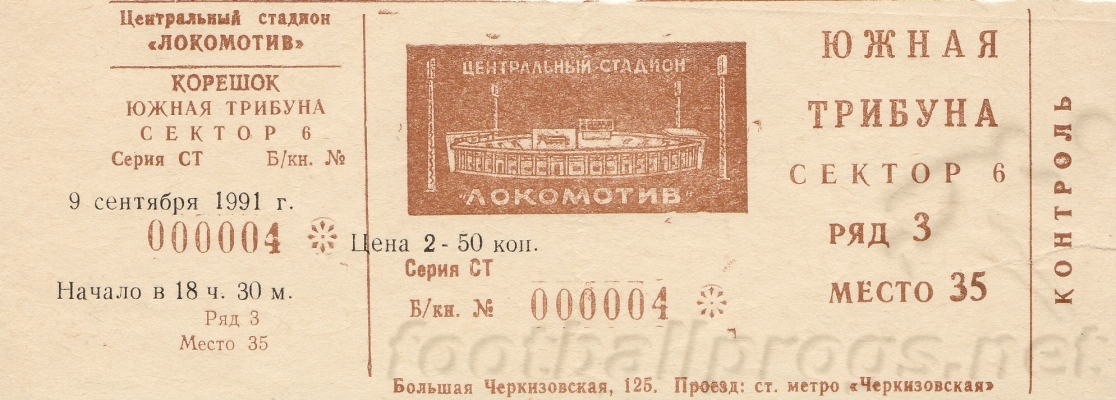 Центральный стадион
«ЛОКОМОТИВ»
КОРЕШОК
ЮЖНАЯ ТРИБУНА
СЕКТОР 6
Серия СТ Б/кн. №
9 сентября 1991 г.
000004
Начало в 18 ч. 30 м.
Ряд 3
Место 35
ЦЕНТРАЛЬНЫЙ СТАДИОН
"ЛОКОМОТИВ"
Цена 2-50 коп.
Серия СТ
Б/кн. № 000004
Большая Черкизовская, 125. Проезд: ст. метро «Черкизовская»
ЮЖНАЯ
ТРИБУНА
СЕКТОР 6
РЯД 3
МЕСТО 35
КОНТРОЛЬ
footballprogs.net